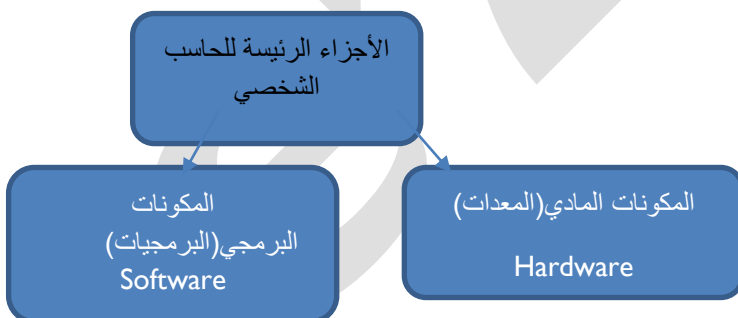 الأجزاء الرئيسة للحاسب
الشخصي
المكونات المادي(المعدات)
Hardware
المكونات
البرمجي(البرمجيات)
Software